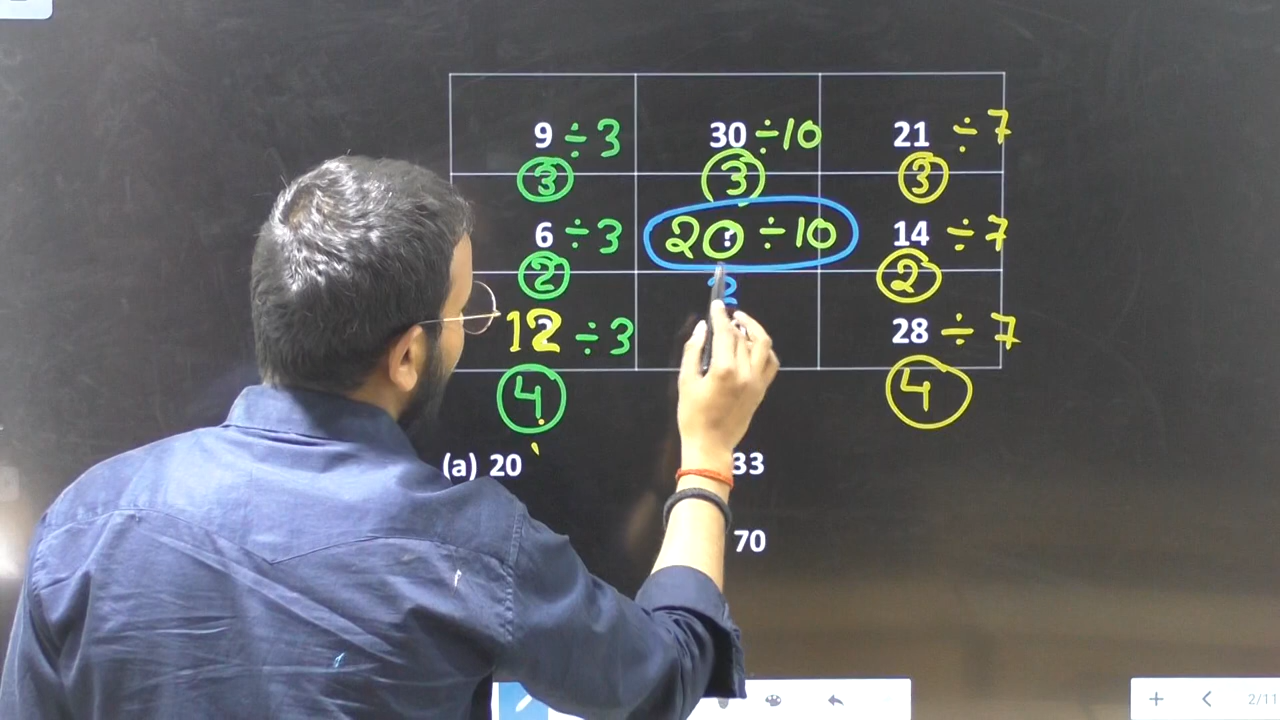 9 ÷3 30 ÷10 21 ÷7
3 3 3
6 ÷3 20 ÷10 14 ÷7
2 2 2
12 ÷3 28 ÷7
4 4
(a) 20 33
70
2/11